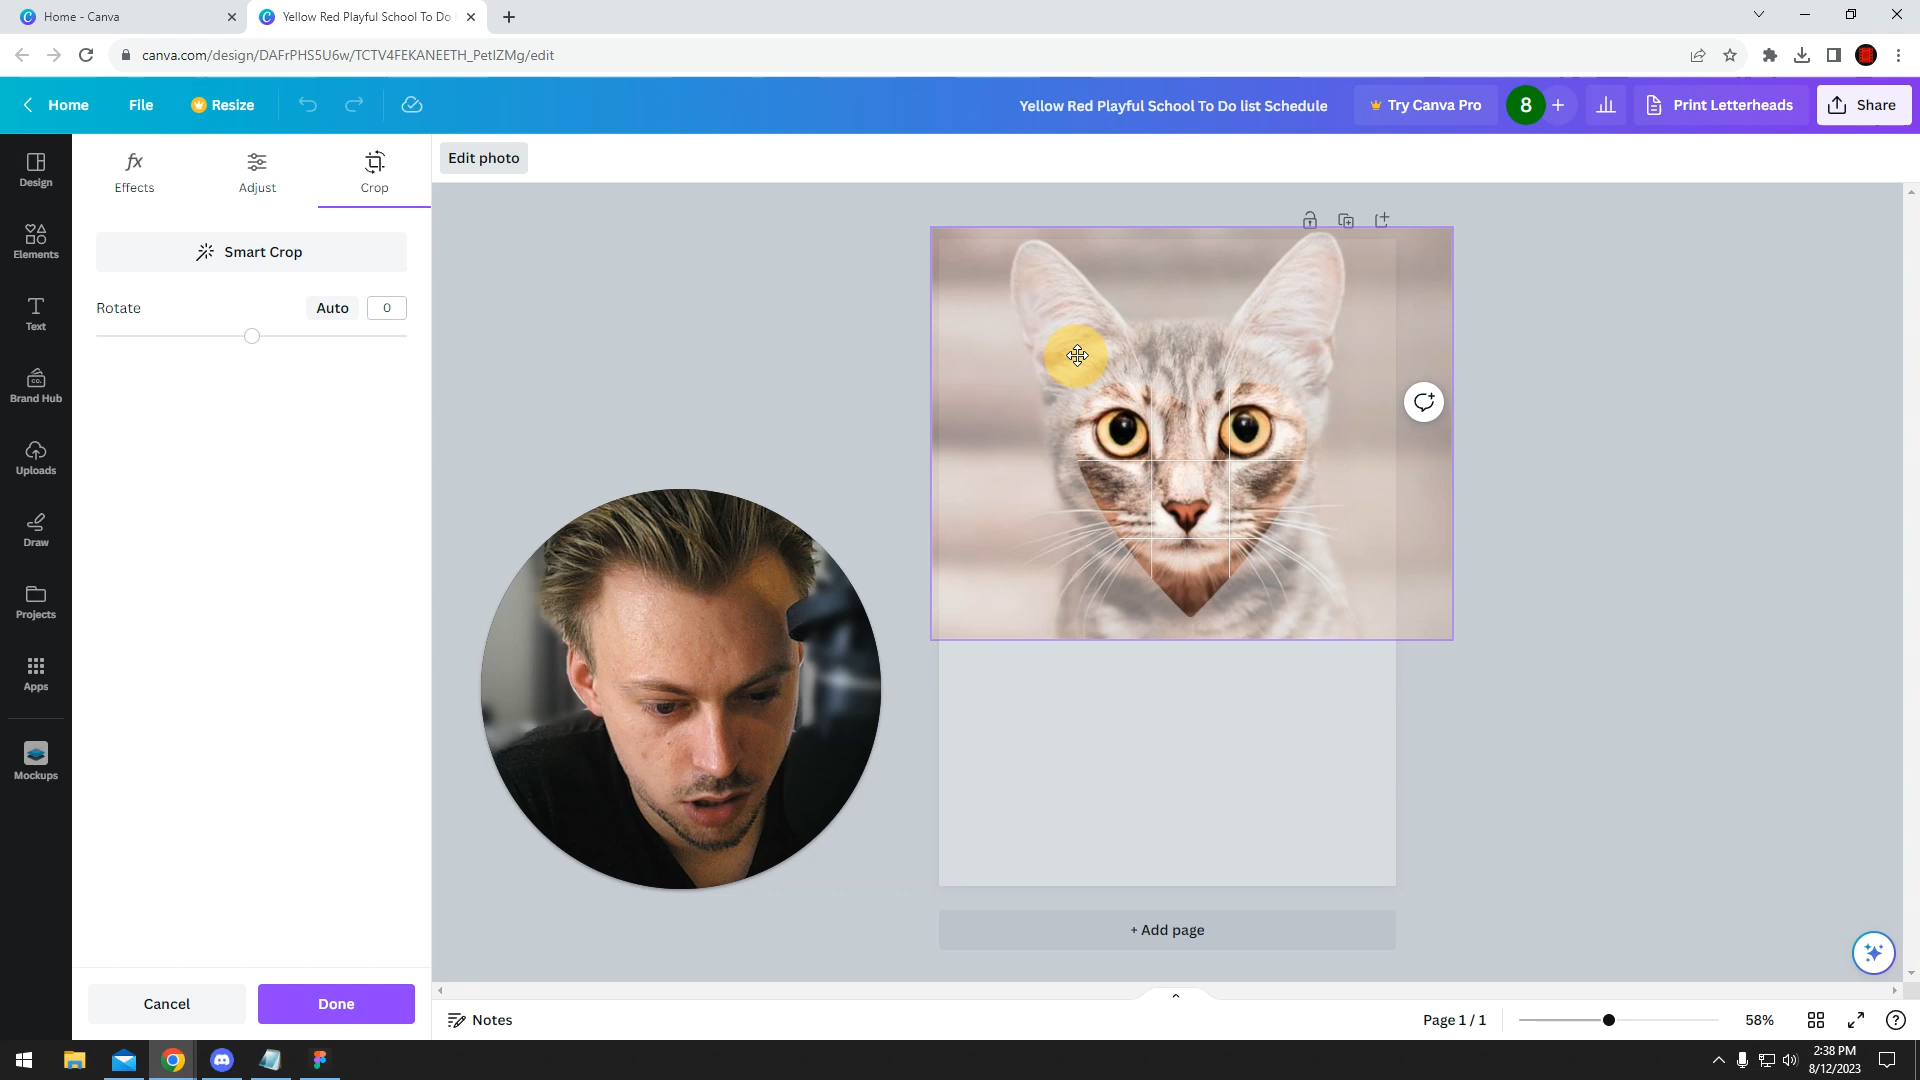 Home - Canva
Yellow Red Playful School To Do
canva.com/design/DAFrPHS5U6w/TCTV4FEKANEETH_PetIZMg/edit
Home
File
Resize
Yellow Red Playful School To Do list Schedule
Try Canva Pro
8
Print Letterheads
Share
Design
Elements
Text
Brand Hub
Uploads
Draw
Projects
Apps
Mockups
fx
Effects
Adjust
Crop
Edit photo
Smart Crop
Rotate
Auto
0
Cancel
Done
+ Add page
Notes
Page 1 / 1
58%
2:38 PM
8/12/2023